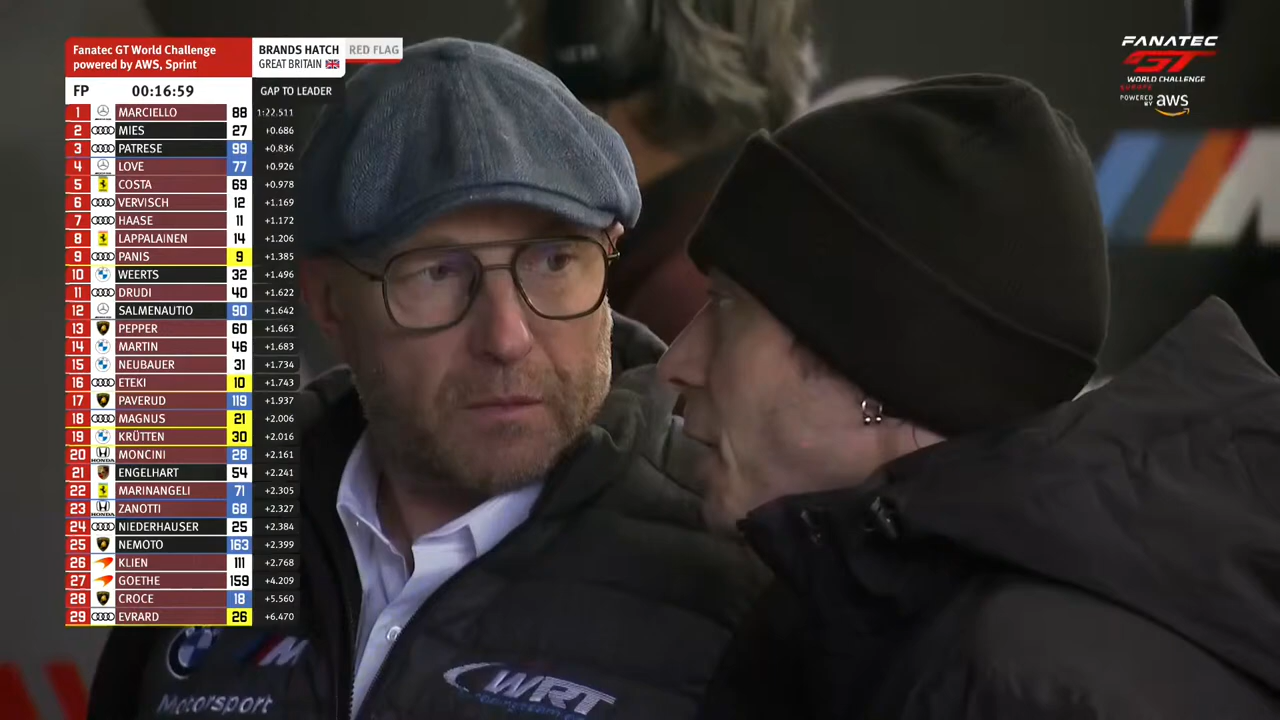 Fanatec GT World Challenge
powered by AWS, Sprint
BRANDS HATCH RED FLAG
GREAT BRITAIN
FP 00:16:59 GAP TO LEADER
1 MARCIELLO 88 1:22.511
2 MIES 27 +0.686
3 PATRESE 99 +0.836
4 LOVE 77 +0.926
5 COSTA 69 +0.978
6 VERVISCH 12 +1.169
7 HAASE 11 +1.172
8 LAPPALAINEN 14 +1.206
9 PANIS 9 +1.385
10 WEERTS 32 +1.496
11 DRUDI 40 +1.622
12 SALMENAUTIO 90 +1.642
13 PEPPER 60 +1.663
14 MARTIN 46 +1.683
15 NEUBAUER 31 +1.734
16 ETEKI 10 +1.743
17 PAVERUD 119 +1.937
18 MAGNUS 21 +2.006
19 KRÜTTEN 30 +2.016
20 HONDA MONCINI 28 +2.161
21 ENGELHART 54 +2.241
22 MARINANGELI 71 +2.305
23 HONDA ZANOTTI 68 +2.327
24 NIEDERHAUSER 25 +2.384
25 NEMOTO 163 +2.399
26 KLIEN 111 +2.768
27 GOETHE 159 +4.209
28 CROCE 18 +5.560
29 EVRARD 26 +6.470
FANATEC
GT
WORLD CHALLENGE
EUROPE
POWERED BY aws
BMW M
Motorsport
WRT